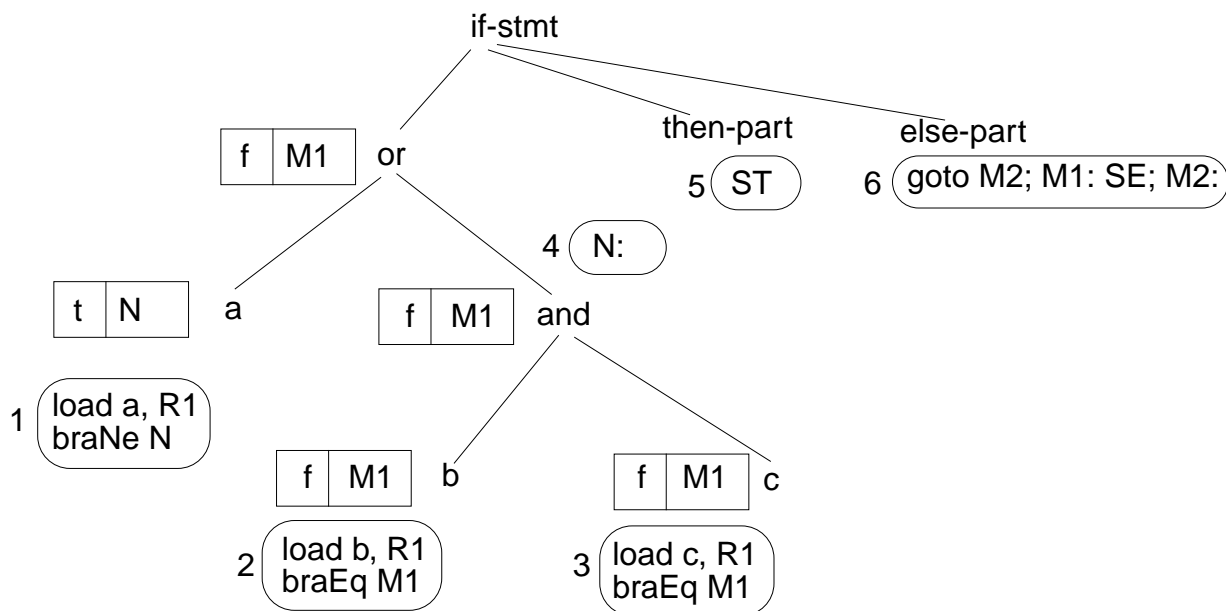 if-stmt
then-part
else-part
f M1 or
5 ST
6 goto M2; M1: SE; M2:
4 N:
t N a
f M1 and
1 load a, R1
braNe N
f M1 b
f M1 c
2 load b, R1
braEq M1
3 load c, R1
braEq M1